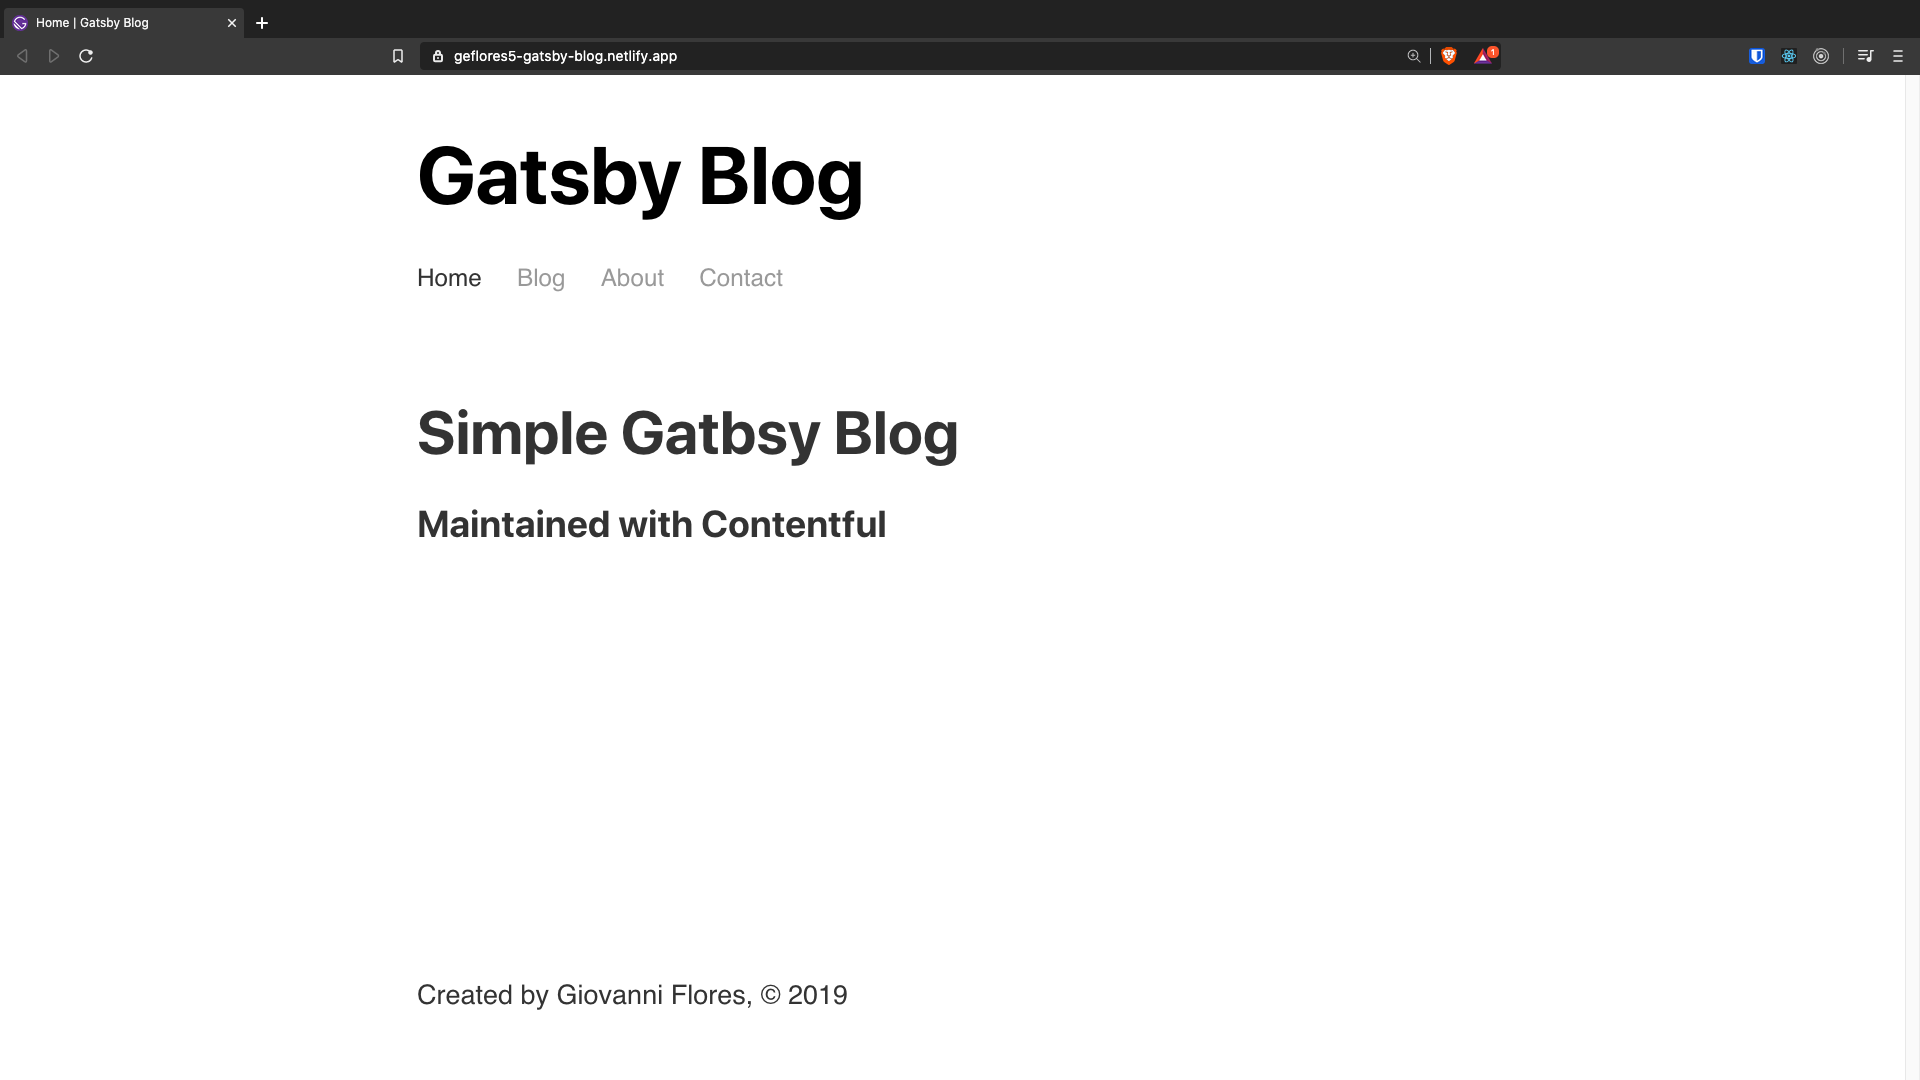 Home | Gatsby Blog
geflores5-gatsby-blog.netlify.app
1
Gatsby Blog
Home Blog About Contact
Simple Gatbsy Blog
Maintained with Contentful
Created by Giovanni Flores, © 2019